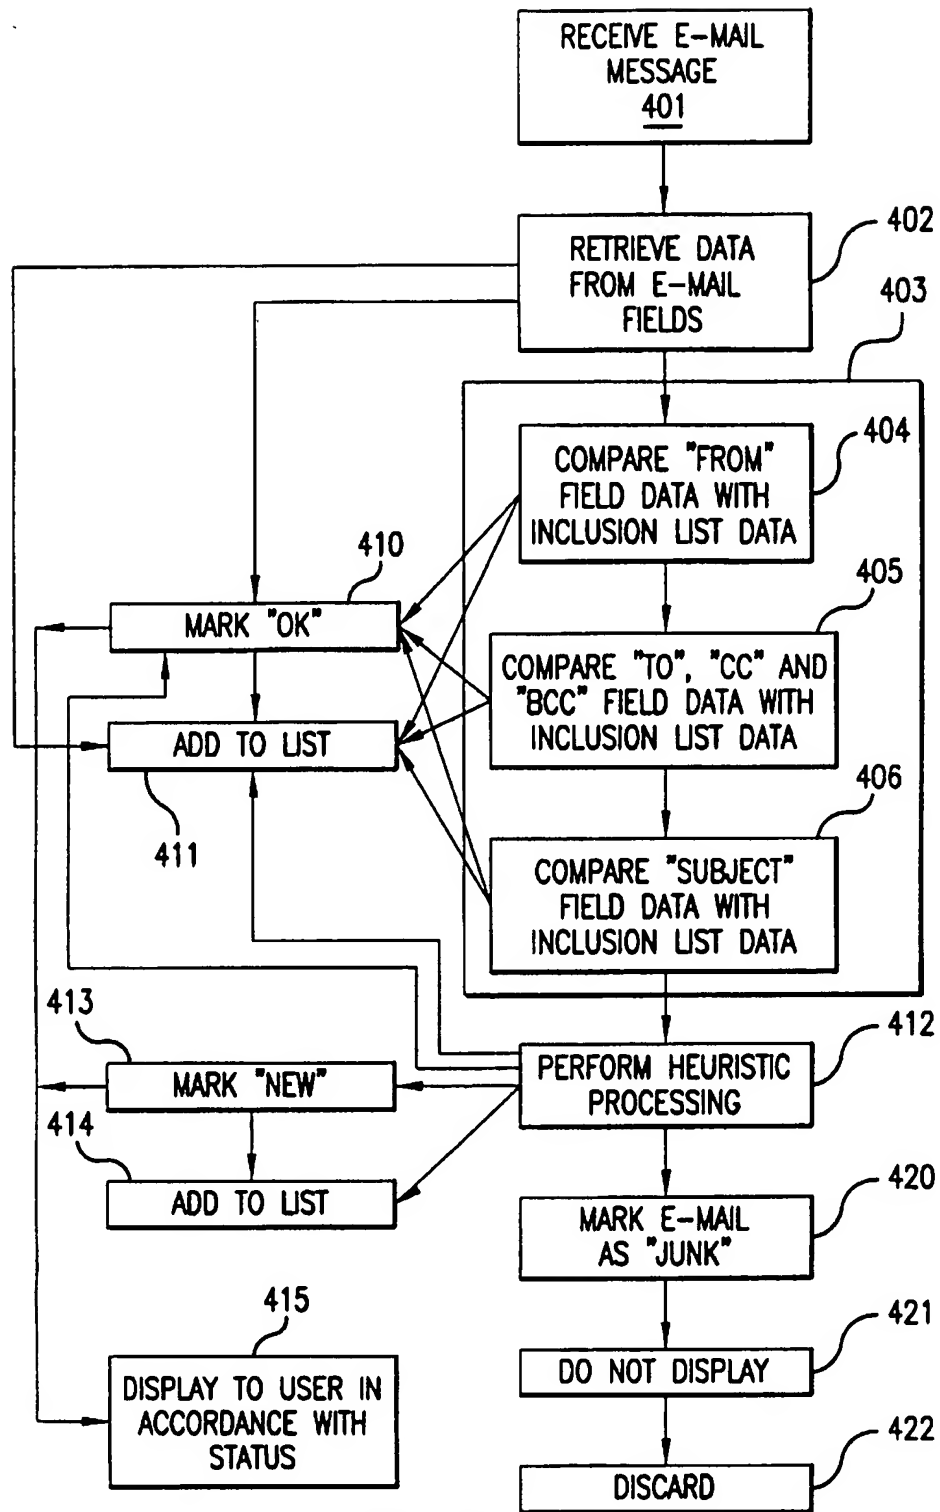 RECEIVE E-MAIL
MESSAGE
401
402
RETRIEVE DATA
FROM E-MAIL
FIELDS
403
404
COMPARE "FROM"
FIELD DATA WITH
INCLUSION LIST DATA
410
MARK "OK"
405
COMPARE "TO", "CC" AND
"BCC" FIELD DATA WITH
INCLUSION LIST DATA
ADD TO LIST
411
406
COMPARE "SUBJECT"
FIELD DATA WITH
INCLUSION LIST DATA
413
MARK "NEW"
412
PERFORM HEURISTIC
PROCESSING
414
ADD TO LIST
420
MARK E-MAIL
AS "JUNK"
415
DISPLAY TO USER IN
ACCORDANCE WITH
STATUS
421
DO NOT DISPLAY
422
DISCARD